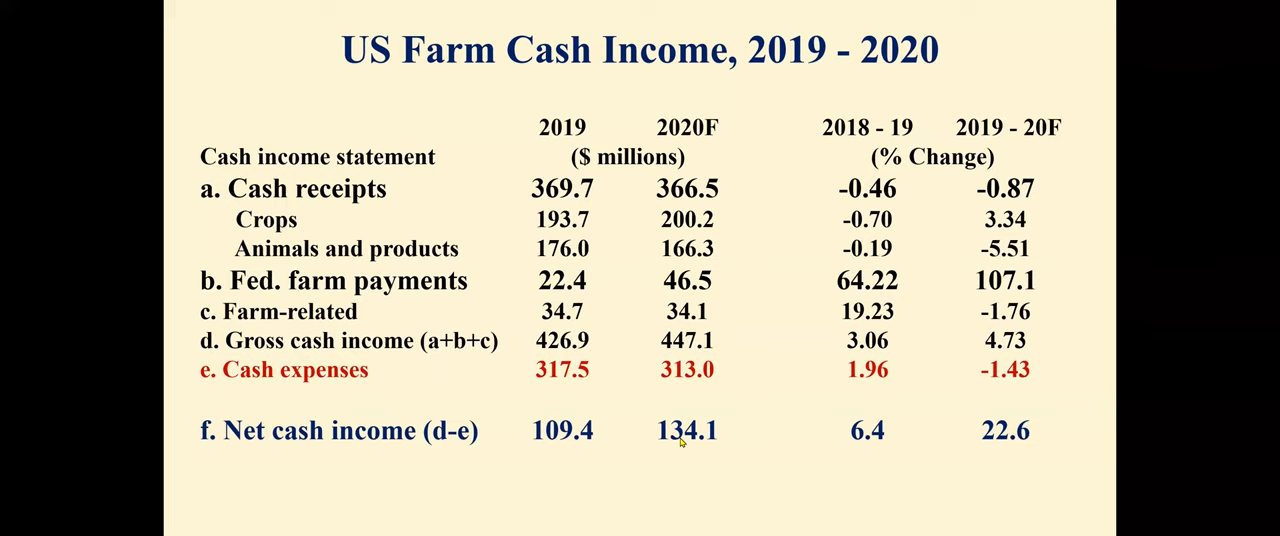 US Farm Cash Income, 2019 - 2020
2019 2020F 2018 - 19 2019 - 20F
Cash income statement ($ millions) (% Change)
a. Cash receipts 369.7 366.5 -0.46 -0.87
Crops 193.7 200.2 -0.70 3.34
Animals and products 176.0 166.3 -0.19 -5.51
b. Fed. farm payments 22.4 46.5 64.22 107.1
c. Farm-related 34.7 34.1 19.23 -1.76
d. Gross cash income (a+b+c) 426.9 447.1 3.06 4.73
e. Cash expenses 317.5 313.0 1.96 -1.43
f. Net cash income (d-e) 109.4 134.1 6.4 22.6